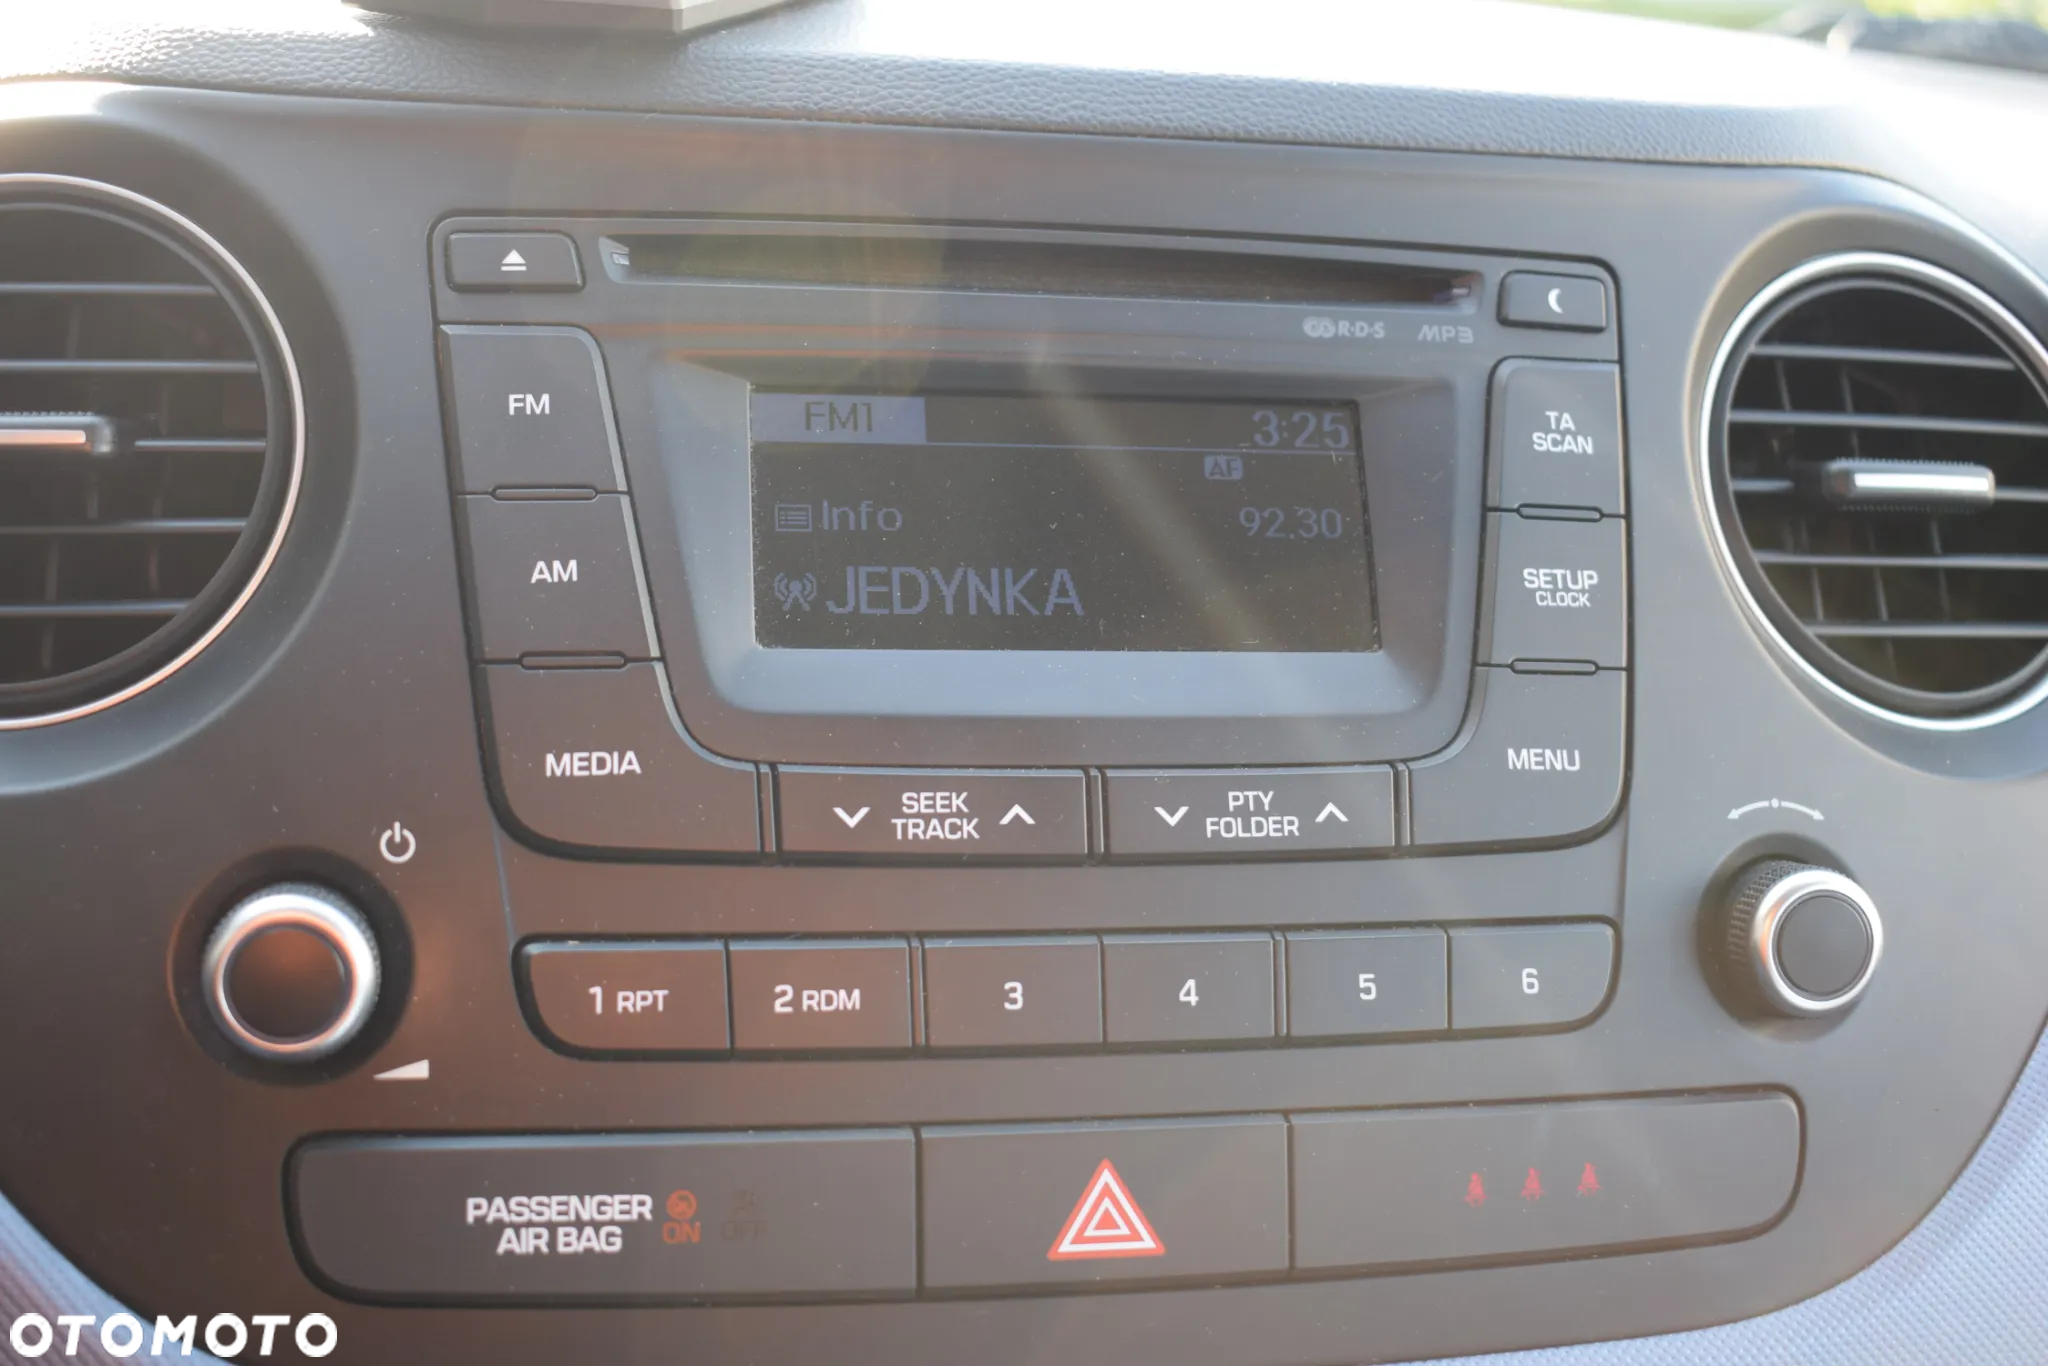 R·D·S
MP3
FM
AM
MEDIA
FM1
3:25
AF
Info
92.30
JEDYNKA
TA
SCAN
SETUP
CLOCK
MENU
SEEK
TRACK
PTY
FOLDER
1 RPT
2 RDM
3
4
5
6
PASSENGER
AIR BAG
ON
OFF
OTOMOTO